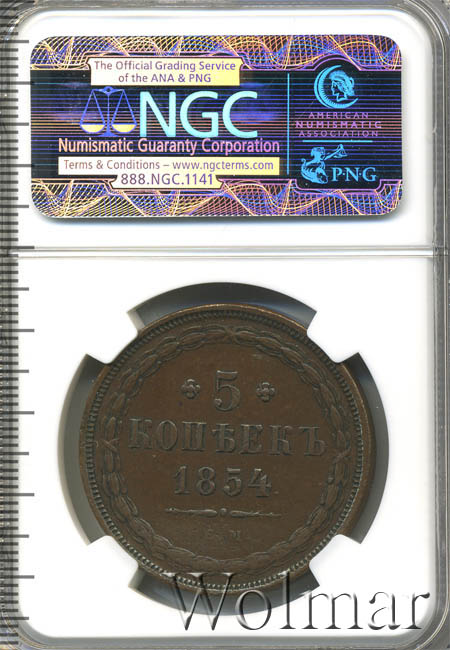 The Official Grading Service
of the ANA & PNG
NGC
Numismatic Guaranty Corporation
Terms & Conditions – www.ngcterms.com
888.NGC.1141
AMERICAN
NUMISMATIC
ASSOCIATION
P·N·G
5
КОПѢЕКЪ
1854
Wolmar